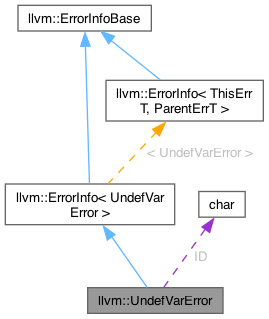 llvm::ErrorInfoBase
llvm::ErrorInfo< ThisErr
T, ParentErrT >
< UndefVarError >
llvm::ErrorInfo< UndefVar
Error >
char
ID
llvm::UndefVarError